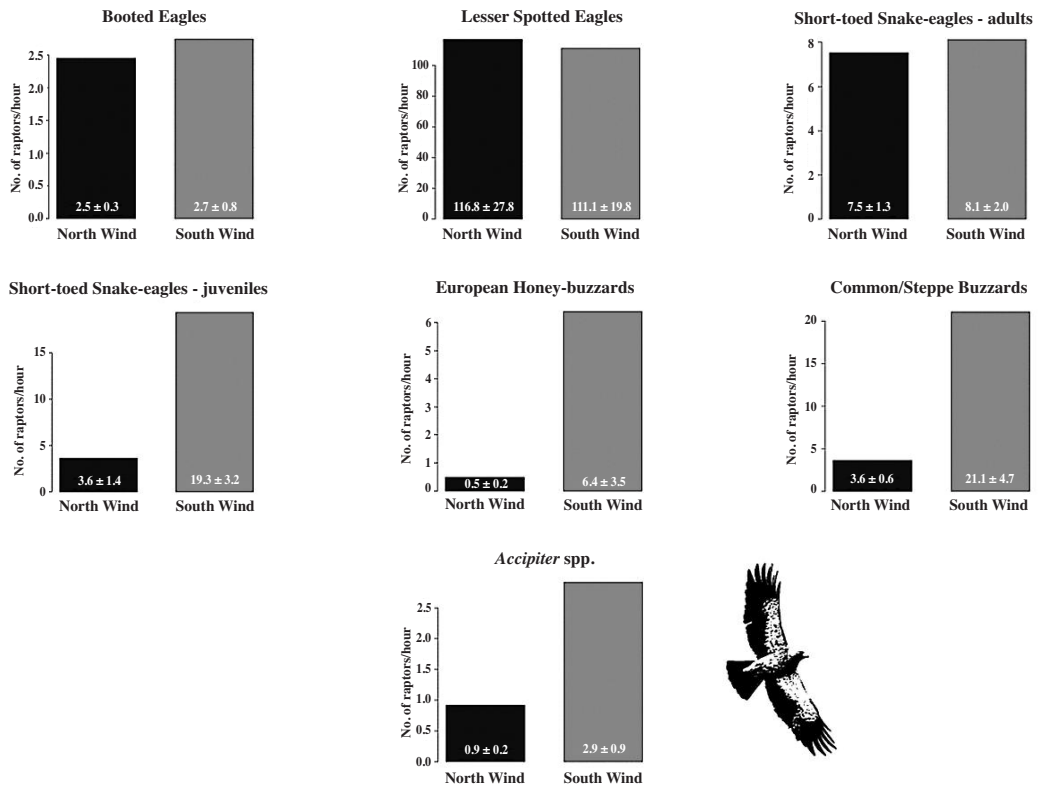 Booted Eagles
No. of raptors/hour
2.5
2.0
1.5
1.0
0.5
0.0
2.5 ± 0.3
2.7 ± 0.8
North Wind
South Wind
Lesser Spotted Eagles
No. of raptors/hour
100
80
60
40
20
0
116.8 ± 27.8
111.1 ± 19.8
North Wind
South Wind
Short-toed Snake-eagles - adults
No. of raptors/hour
8
6
4
2
0
7.5 ± 1.3
8.1 ± 2.0
North Wind
South Wind
Short-toed Snake-eagles - juveniles
No. of raptors/hour
15
10
5
0
3.6 ± 1.4
19.3 ± 3.2
North Wind
South Wind
European Honey-buzzards
No. of raptors/hour
6
5
4
3
2
1
0
0.5 ± 0.2
6.4 ± 3.5
North Wind
South Wind
Common/Steppe Buzzards
No. of raptors/hour
20
15
10
5
0
3.6 ± 0.6
21.1 ± 4.7
North Wind
South Wind
Accipiter spp.
No. of raptors/hour
2.5
2.0
1.5
1.0
0.5
0.0
0.9 ± 0.2
2.9 ± 0.9
North Wind
South Wind